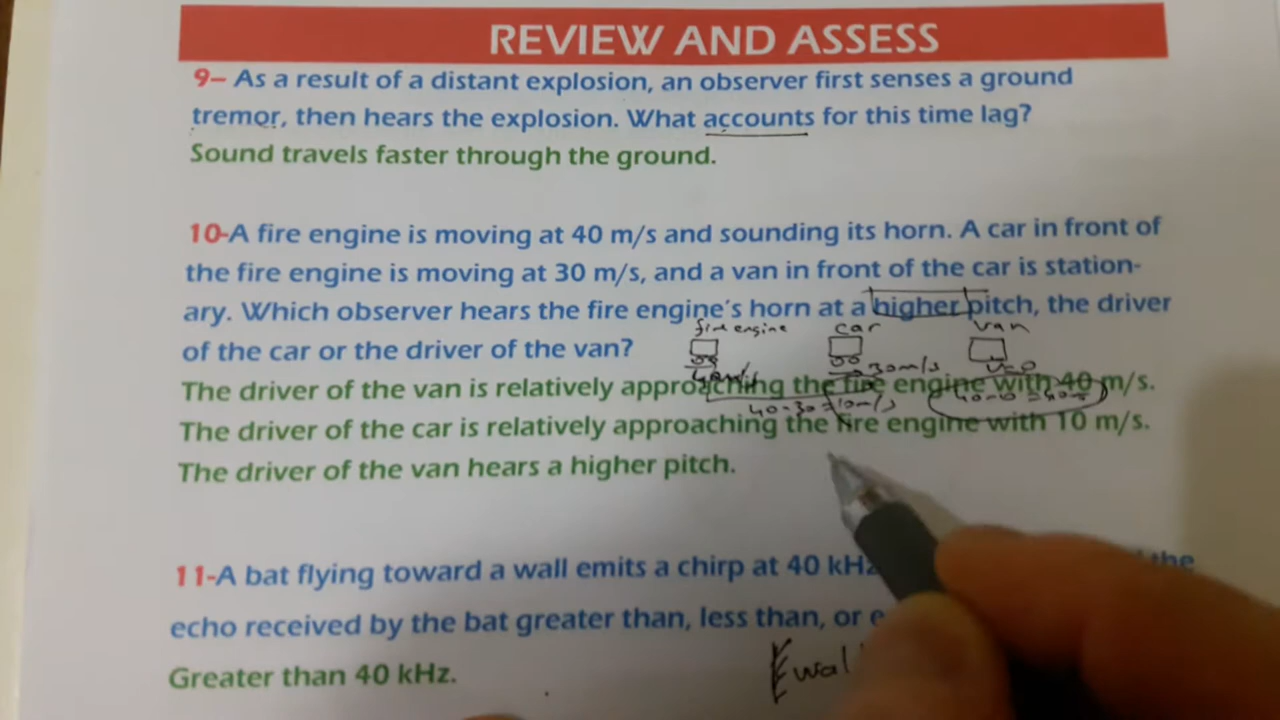 REVIEW AND ASSESS
9– As a result of a distant explosion, an observer first senses a ground
tremor, then hears the explosion. What accounts for this time lag?
Sound travels faster through the ground.
10-A fire engine is moving at 40 m/s and sounding its horn. A car in front of
the fire engine is moving at 30 m/s, and a van in front of the car is station-
ary. Which observer hears the fire engine's horn at a higher pitch, the driver
fire engine car van
of the car or the driver of the van?
30m/s V=0
The driver of the van is relatively approaching the fire engine with 40 m/s.
40-30=10m/s
The driver of the car is relatively approaching the fire engine with 10 m/s.
The driver of the van hears a higher pitch.
11-A bat flying toward a wall emits a chirp at 40 kHz the
echo received by the bat greater than, less than, or
Greater than 40 kHz.
wall